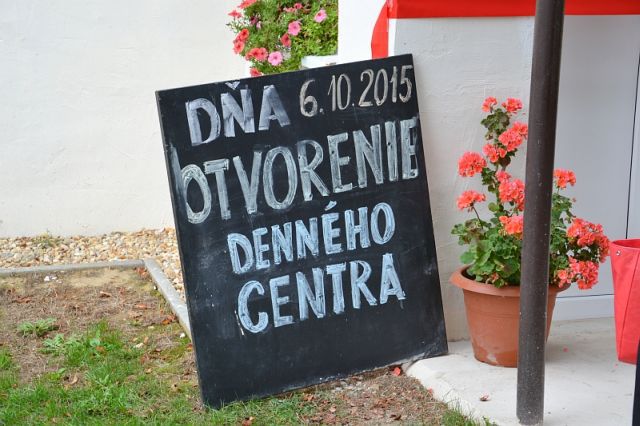 DŇA 6.10.2015
OTVORENIE
DENNÉHO
CENTRA